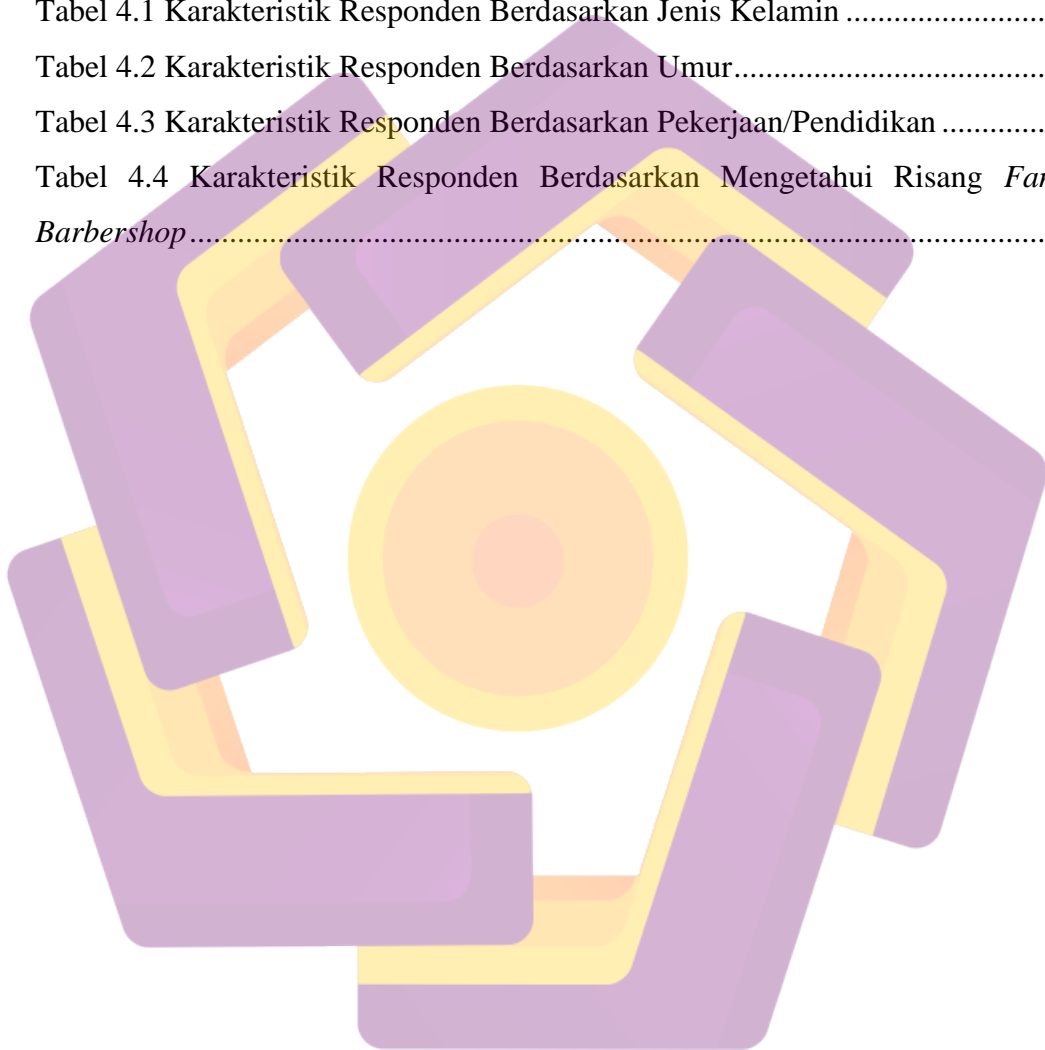 Tabel 4.1 Karakteristik Responden Berdasarkan Jenis Kelamin ..............................
Tabel 4.2 Karakteristik Responden Berdasarkan Umur...............................................
Tabel 4.3 Karakteristik Responden Berdasarkan Pekerjaan/Pendidikan ...............
Tabel 4.4 Karakteristik Responden Berdasarkan Mengetahui Risang
Barbershop..........................................................................................................................